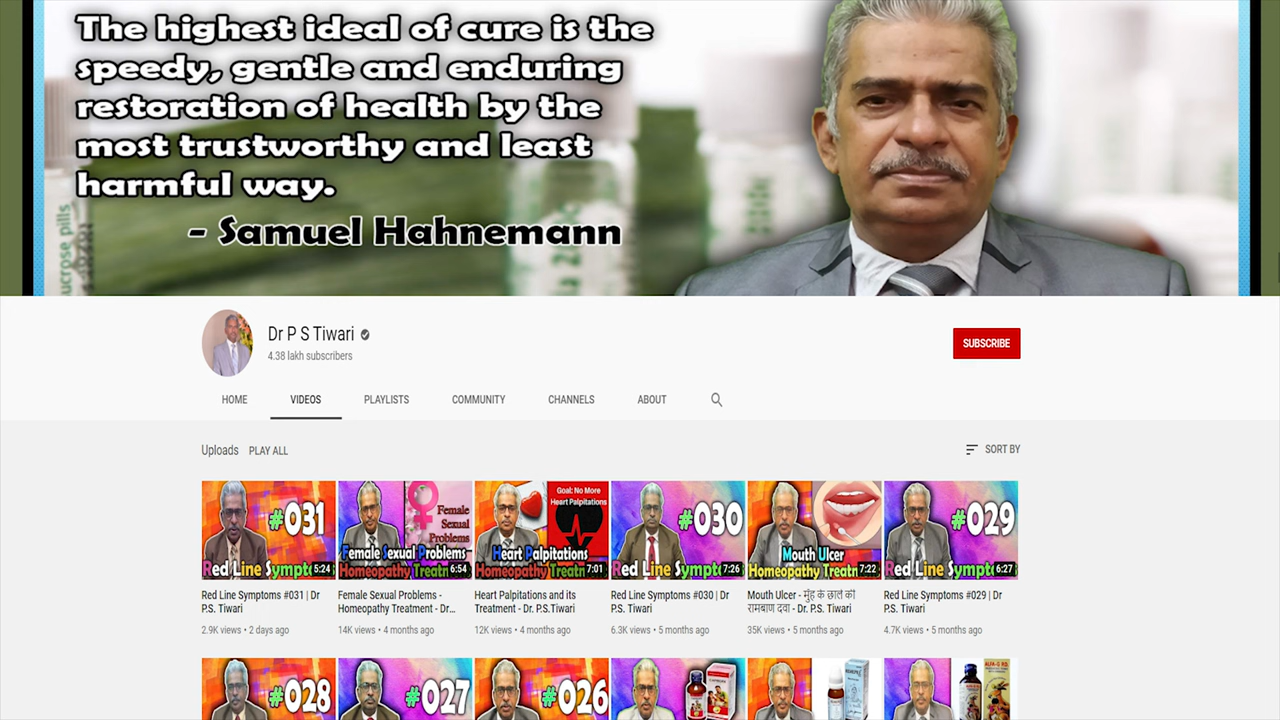 The highest ideal of cure is the
speedy, gentle and enduring
restoration of health by the
most trustworthy and least
harmful way.
- Samuel Hahnemann
ucrose pills
Dr P S Tiwari
4.38 lakh subscribers
SUBSCRIBE
HOME VIDEOS PLAYLISTS COMMUNITY CHANNELS ABOUT
Uploads PLAY ALL SORT BY
#031
Red Line Sympt
5:24
Female
Sexual
Problems
Female Sexual Problems
Homeopathy Treatn
6:54
Goal: No More
Heart Palpitations
Heart Palpitations
Homeopathy Treatn
7:01
#030
Red Line Sympt
7:26
Mouth Ulcer
Homeopathy Treatn
7:22
#029
Red Line Sympt
6:27
Red Line Symptoms #031 | Dr
P.S. Tiwari
2.9K views • 2 days ago
Female Sexual Problems -
Homeopathy Treatment - Dr...
14K views • 4 months ago
Heart Palpitations and its
Treatment - Dr. P.S.Tiwari
12K views • 4 months ago
Red Line Symptoms #030 | Dr
P.S. Tiwari
6.3K views • 5 months ago
Mouth Ulcer - मुंह के छालों की
रामबाण दवा - Dr. P.S. Tiwari
35K views • 5 months ago
Red Line Symptoms #029 | Dr
P.S. Tiwari
4.7K views • 5 months ago
#028
#027
#026